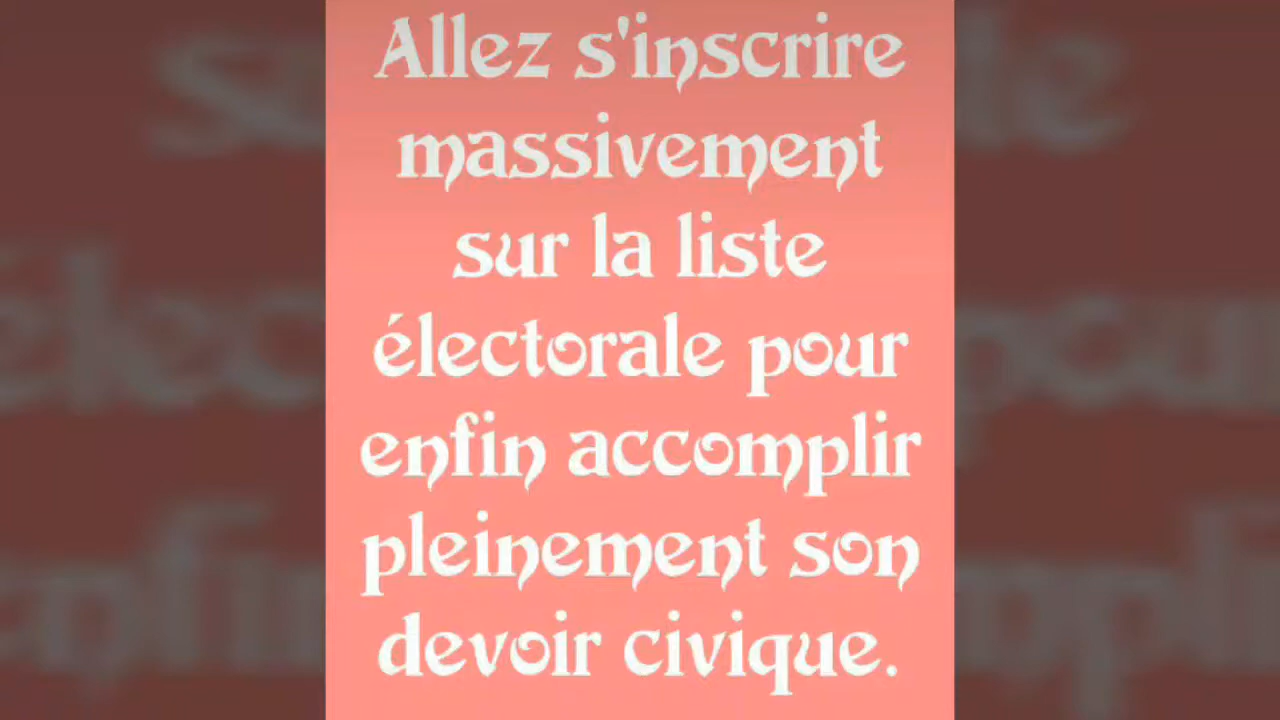 Allez s'inscrire
massivement
sur la liste
électorale pour
enfin accomplir
pleinement son
devoir civique.